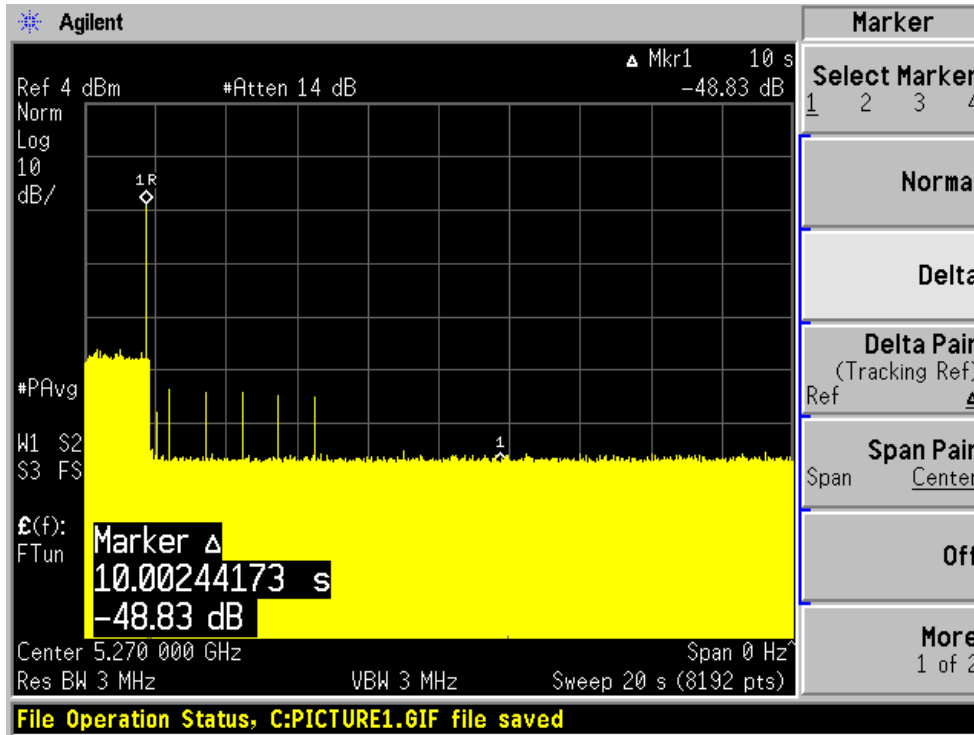 Agilent
Marker
Mkr1 10 s
Ref 4 dBm #Atten 14 dB -48.83 dB
Norm
Log
10
dB/
1R
#PAvg
1
W1 S2
S3 FS
£(f):
FTun
Marker Δ
10.00244173 s
-48.83 dB
Center 5.270 000 GHz Span 0 Hz^
Res BW 3 MHz VBW 3 MHz Sweep 20 s (8192 pts)
File Operation Status, C:PICTURE1.GIF file saved
Select Marker
1 2 3 4
Norma
Delta
Delta Pair
(Tracking Ref)
Ref Δ
Span Pair
Span Center
Off
More
1 of 2